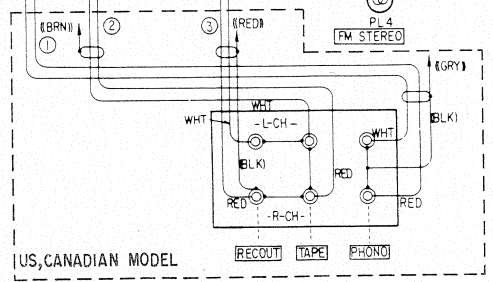 ((BRN))
②
③
((RED))
PL4
FM STEREO
①
((GRY))
WHT
WHT
-L-CH-
WHT
(BLK)
(BLK)
RED
RED
RED
-R-CH-
RECOUT
TAPE
PHONO
US,CANADIAN MODEL